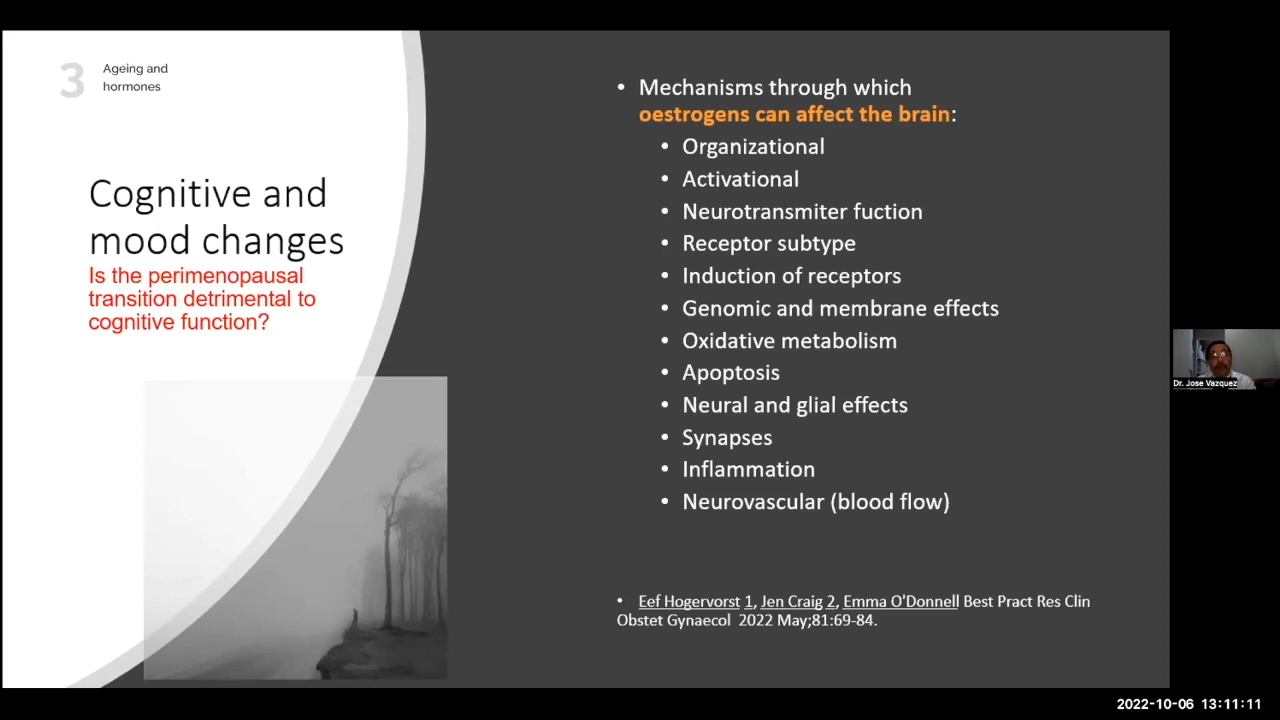 3
Ageing and
hormones
Cognitive and
mood changes
Is the perimenopausal
transition detrimental to
cognitive function?
• Mechanisms through which
oestrogens can affect the brain:
• Organizational
• Activational
• Neurotransmiter fuction
• Receptor subtype
• Induction of receptors
• Genomic and membrane effects
• Oxidative metabolism
• Apoptosis
• Neural and glial effects
• Synapses
• Inflammation
• Neurovascular (blood flow)
• Eef Hogervorst 1, Jen Craig 2, Emma O'Donnell Best Pract Res Clin
Obstet Gynaecol 2022 May;81:69-84.
Dr. Jose Vazquez
2022-10-06 13:11:11